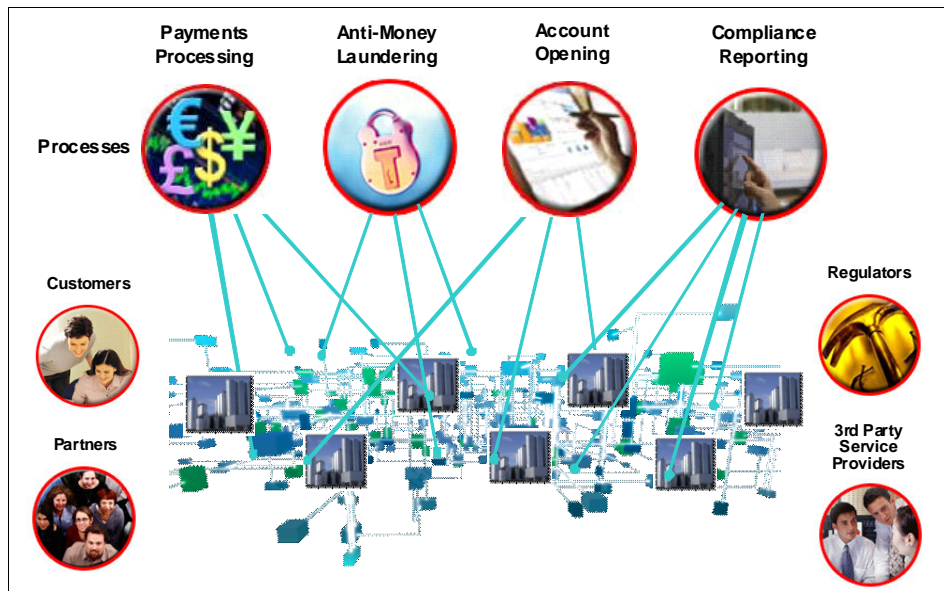 Payments
Processing
Anti-Money
Laundering
Account
Opening
Compliance
Reporting
Processes
€
¥
£
$
Customers
Regulators
Partners
3rd Party
Service
Providers